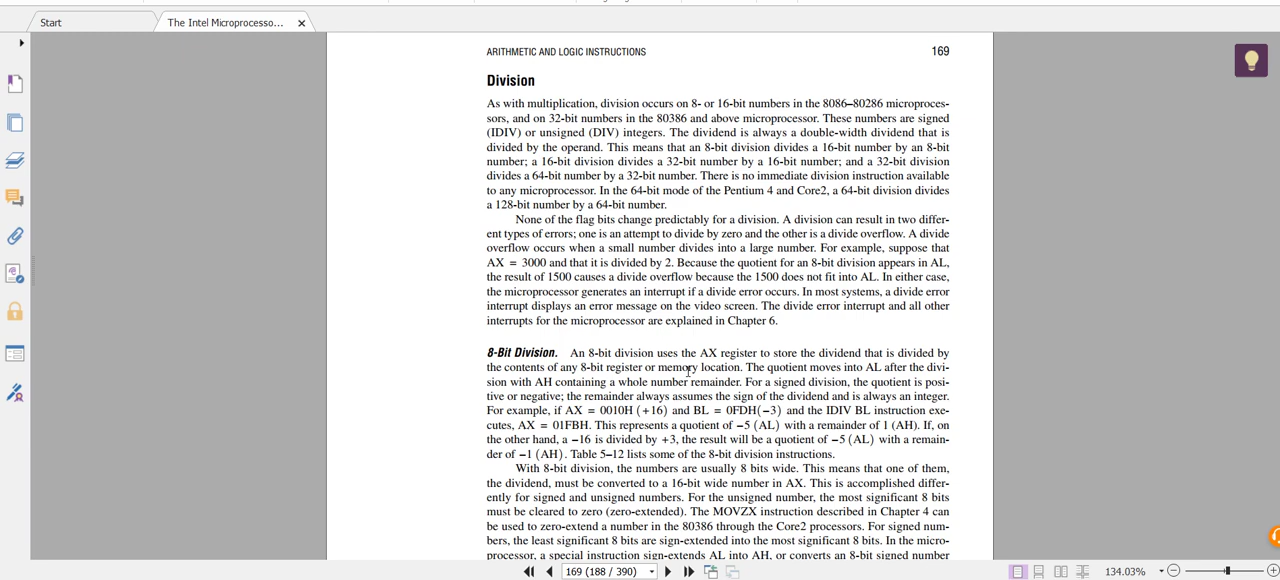 Start
The Intel Microprocesso...
ARITHMETIC AND LOGIC INSTRUCTIONS 169
Division
As with multiplication, division occurs on 8- or 16-bit numbers in the 8086–80286 microproces-
sors, and on 32-bit numbers in the 80386 and above microprocessor. These numbers are signed
(IDIV) or unsigned (DIV) integers. The dividend is always a double-width dividend that is
divided by the operand. This means that an 8-bit division divides a 16-bit number by an 8-bit
number; a 16-bit division divides a 32-bit number by a 16-bit number; and a 32-bit division
divides a 64-bit number by a 32-bit number. There is no immediate division instruction available
to any microprocessor. In the 64-bit mode of the Pentium 4 and Core2, a 64-bit division divides
a 128-bit number by a 64-bit number.
None of the flag bits change predictably for a division. A division can result in two differ-
ent types of errors; one is an attempt to divide by zero and the other is a divide overflow. A divide
overflow occurs when a small number divides into a large number. For example, suppose that
AX = 3000 and that it is divided by 2. Because the quotient for an 8-bit division appears in AL,
the result of 1500 causes a divide overflow because the 1500 does not fit into AL. In either case,
the microprocessor generates an interrupt if a divide error occurs. In most systems, a divide error
interrupt displays an error message on the video screen. The divide error interrupt and all other
interrupts for the microprocessor are explained in Chapter 6.
8-Bit Division. An 8-bit division uses the AX register to store the dividend that is divided by
the contents of any 8-bit register or memory location. The quotient moves into AL after the divi-
sion with AH containing a whole number remainder. For a signed division, the quotient is posi-
tive or negative; the remainder always assumes the sign of the dividend and is always an integer.
For example, if AX = 0010H (+16) and BL = 0FDH(−3) and the IDIV BL instruction exe-
cutes, AX = 01FBH. This represents a quotient of −5 (AL) with a remainder of 1 (AH). If, on
the other hand, a −16 is divided by +3, the result will be a quotient of −5 (AL) with a remain-
der of −1 (AH). Table 5–12 lists some of the 8-bit division instructions.
With 8-bit division, the numbers are usually 8 bits wide. This means that one of them,
the dividend, must be converted to a 16-bit wide number in AX. This is accomplished differ-
ently for signed and unsigned numbers. For the unsigned number, the most significant 8 bits
must be cleared to zero (zero-extended). The MOVZX instruction described in Chapter 4 can
be used to zero-extend a number in the 80386 through the Core2 processors. For signed num-
bers, the least significant 8 bits are sign-extended into the most significant 8 bits. In the micro-
processor, a special instruction sign-extends AL into AH, or converts an 8-bit signed number
169 (188 / 390)
134.03%